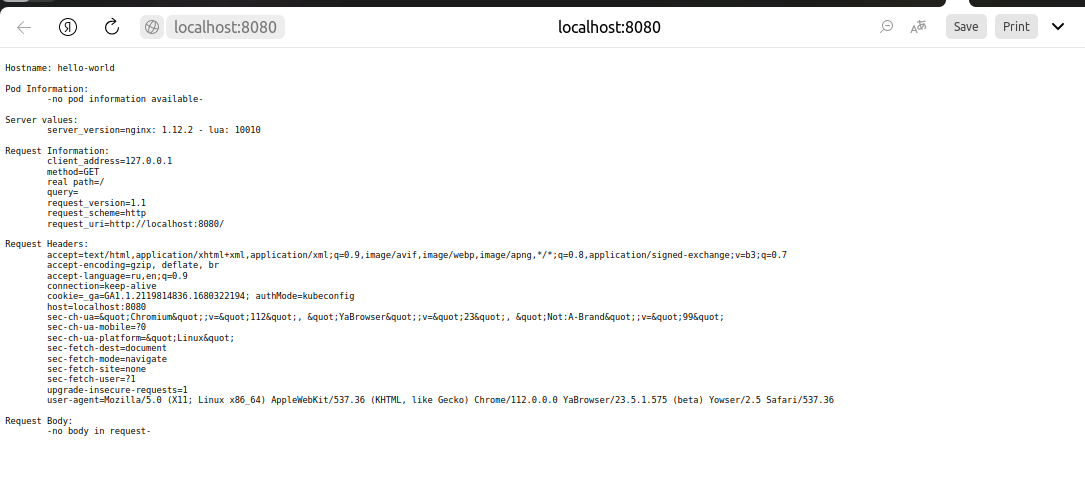 Я localhost:8080 localhost:8080 Aあ Save Print
Hostname: hello-world
Pod Information:
-no pod information available-
Server values:
server_version=nginx: 1.12.2 - lua: 10010
Request Information:
client_address=127.0.0.1
method=GET
real path=/
query=
request_version=1.1
request_scheme=http
request_uri=http://localhost:8080/
Request Headers:
accept=text/html,application/xhtml+xml,application/xml;q=0.9,image/avif,image/webp,image/apng,*/*;q=0.8,application/signed-exchange;v=b3;q=0.7
accept-encoding=gzip, deflate, br
accept-language=ru,en;q=0.9
connection=keep-alive
cookie=_ga=GA1.1.2119814836.1680322194; authMode=kubeconfig
host=localhost:8080
sec-ch-ua=&quot;Chromium&quot;;v=&quot;112&quot;, &quot;YaBrowser&quot;;v=&quot;23&quot;, &quot;Not:A-Brand&quot;;v=&quot;99&quot;
sec-ch-ua-mobile=?0
sec-ch-ua-platform=&quot;Linux&quot;
sec-fetch-dest=document
sec-fetch-mode=navigate
sec-fetch-site=none
sec-fetch-user=?1
upgrade-insecure-requests=1
user-agent=Mozilla/5.0 (X11; Linux x86_64) AppleWebKit/537.36 (KHTML, like Gecko) Chrome/112.0.0.0 YaBrowser/23.5.1.575 (beta) Yowser/2.5 Safari/537.36
Request Body:
-no body in request-